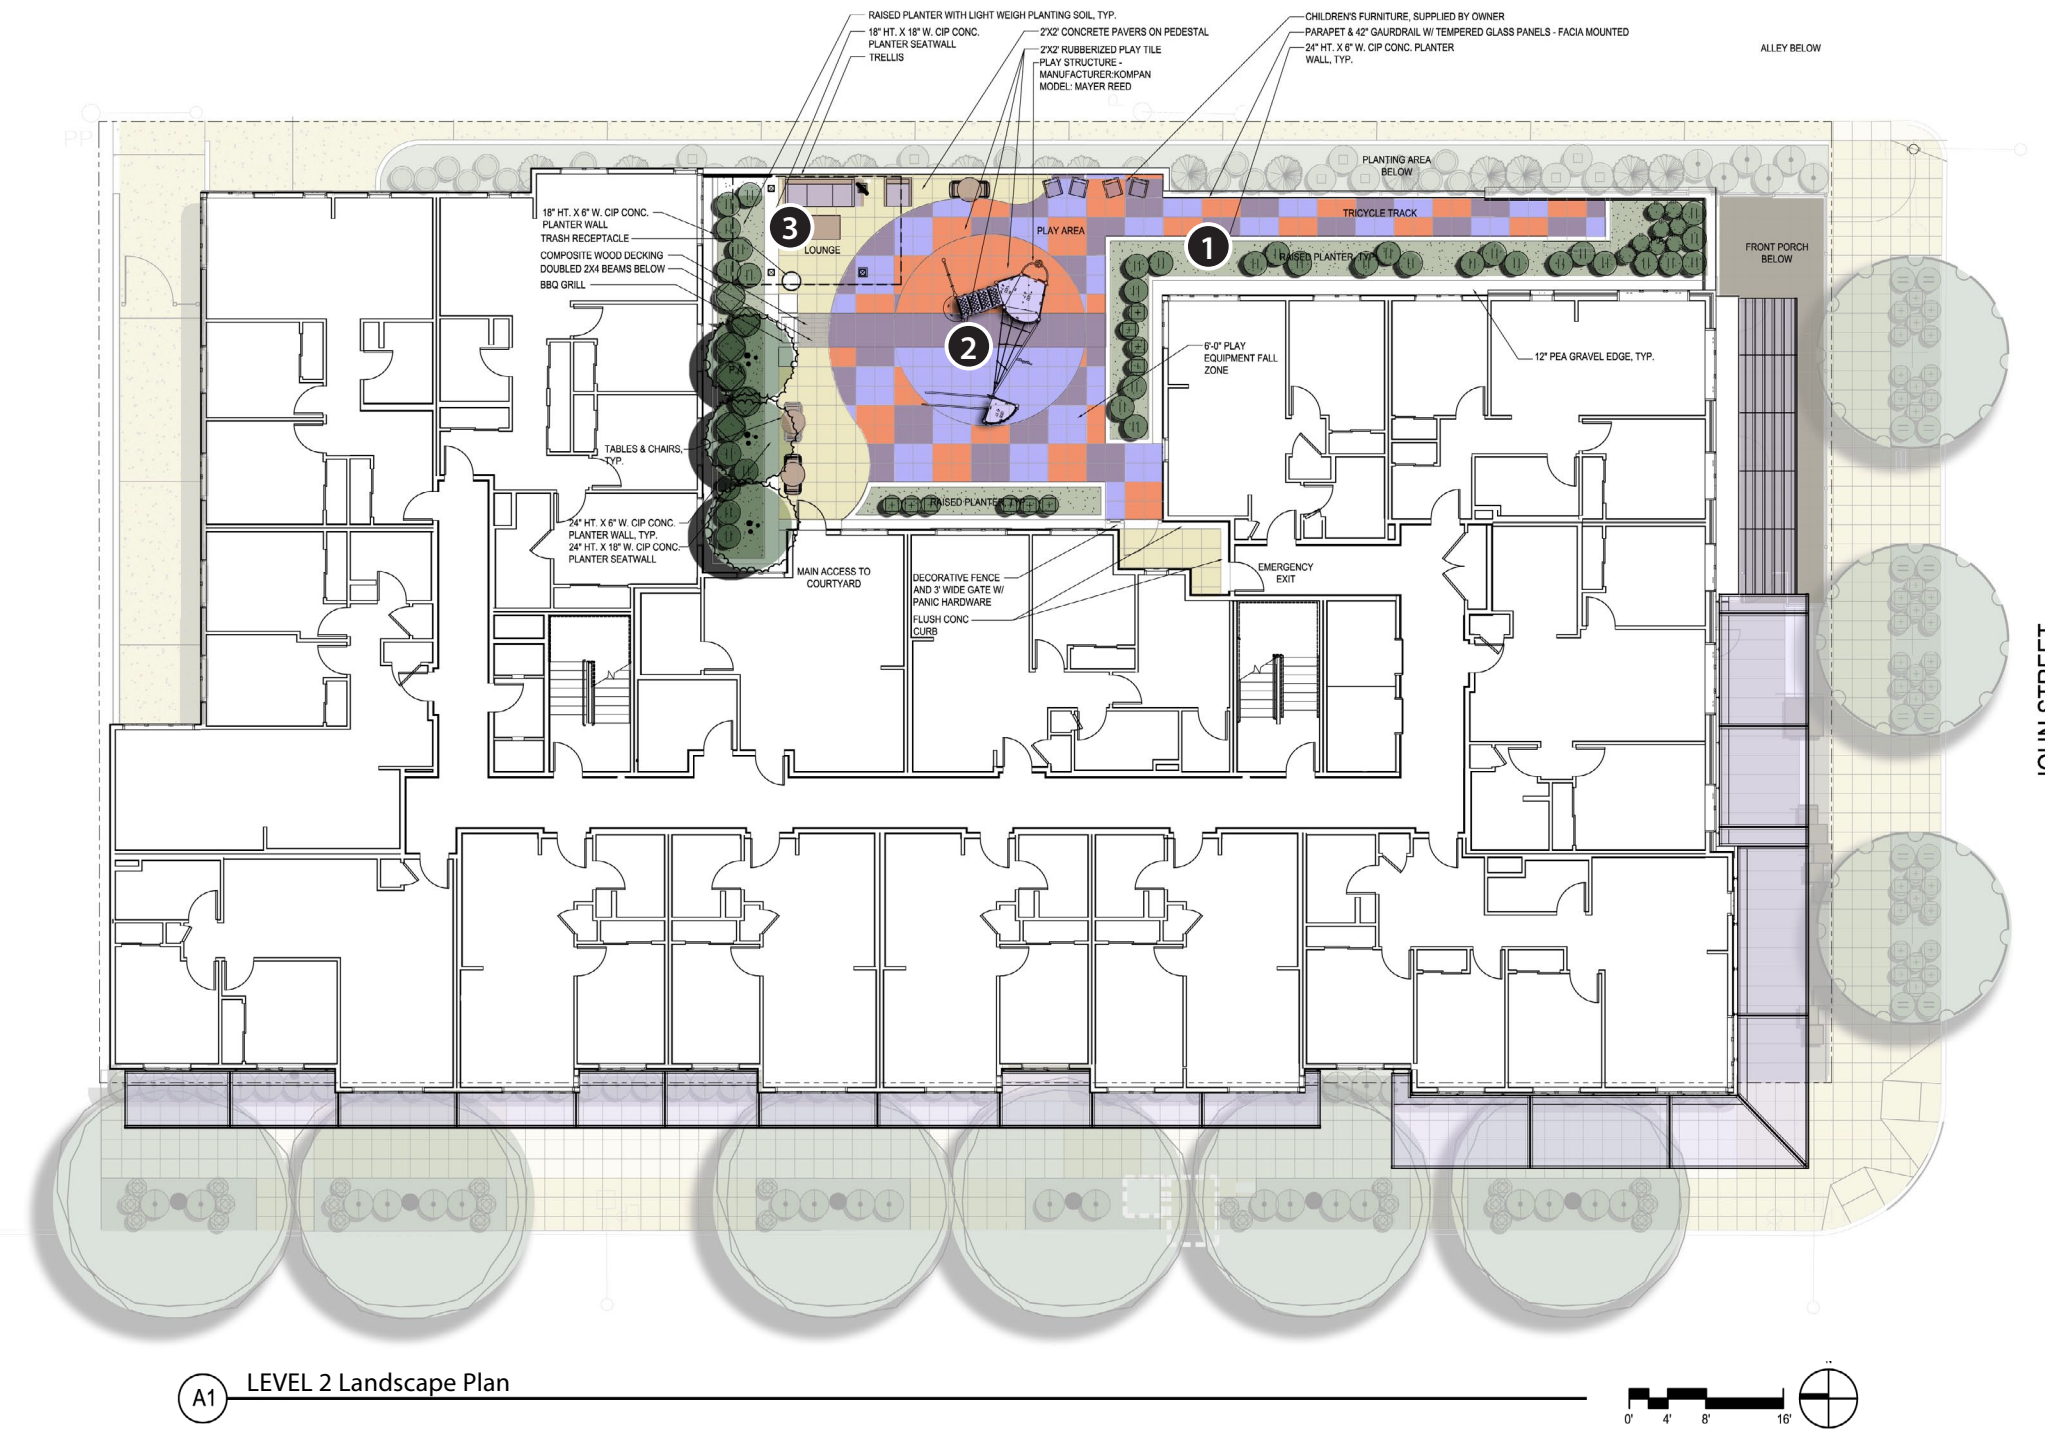 RAISED PLANTER WITH LIGHT WEIGH PLANTING SOIL, TYP.
18" HT. X 18" W. CIP CONC.
PLANTER SEATWALL
TRELLIS
2'X2' CONCRETE PAVERS ON PEDESTAL
2'X2' RUBBERIZED PLAY TILE
PLAY STRUCTURE -
MANUFACTURER:KOMPAN
MODEL: MAYER REED
CHILDREN'S FURNITURE, SUPPLIED BY OWNER
PARAPET & 42" GAURDRAIL W/ TEMPERED GLASS PANELS - FACIA MOUNTED
24" HT. X 6" W. CIP CONC. PLANTER
WALL, TYP.
ALLEY BELOW
PP
PLANTING AREA
BELOW
18" HT. X 6" W. CIP CONC.
PLANTER WALL
TRASH RECEPTACLE
COMPOSITE WOOD DECKING
DOUBLED 2X4 BEAMS BELOW
BBQ GRILL
3
LOUNGE
PLAY AREA
TRICYCLE TRACK
1
RAISED PLANTER, TYP.
FRONT PORCH
BELOW
2
6'-0" PLAY
EQUIPMENT FALL
ZONE
12" PEA GRAVEL EDGE, TYP.
TABLES & CHAIRS,
TYP.
RAISED PLANTER, TYP.
24" HT. X 6" W. CIP CONC.
PLANTER WALL, TYP.
24" HT. X 18" W. CIP CONC.
PLANTER SEATWALL
MAIN ACCESS TO
COURTYARD
DECORATIVE FENCE
AND 3' WIDE GATE W/
PANIC HARDWARE
FLUSH CONC
CURB
EMERGENCY
EXIT
JOHN STREET
A1
LEVEL 2 Landscape Plan
0' 4' 8' 16'